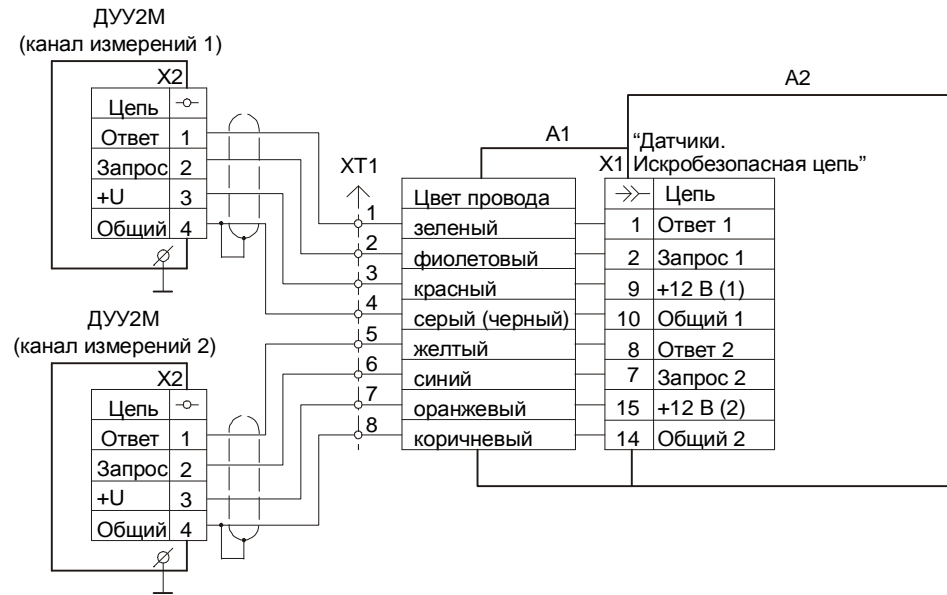 ДУУ2М
(канал измерений 1)
X2
Цепь
Ответ 1
Запрос 2
+U 3
Общий 4
ДУУ2М
(канал измерений 2)
X2
Цепь
Ответ 1
Запрос 2
+U 3
Общий 4
XT1
1
2
3
4
5
6
7
8
A1
Цвет провода
зеленый
фиолетовый
красный
серый (черный)
желтый
синий
оранжевый
коричневый
A2
“Датчики.
X1 Искробезопасная цепь”
Цепь
1 Ответ 1
2 Запрос 1
9 +12 В (1)
10 Общий 1
8 Ответ 2
7 Запрос 2
15 +12 В (2)
14 Общий 2